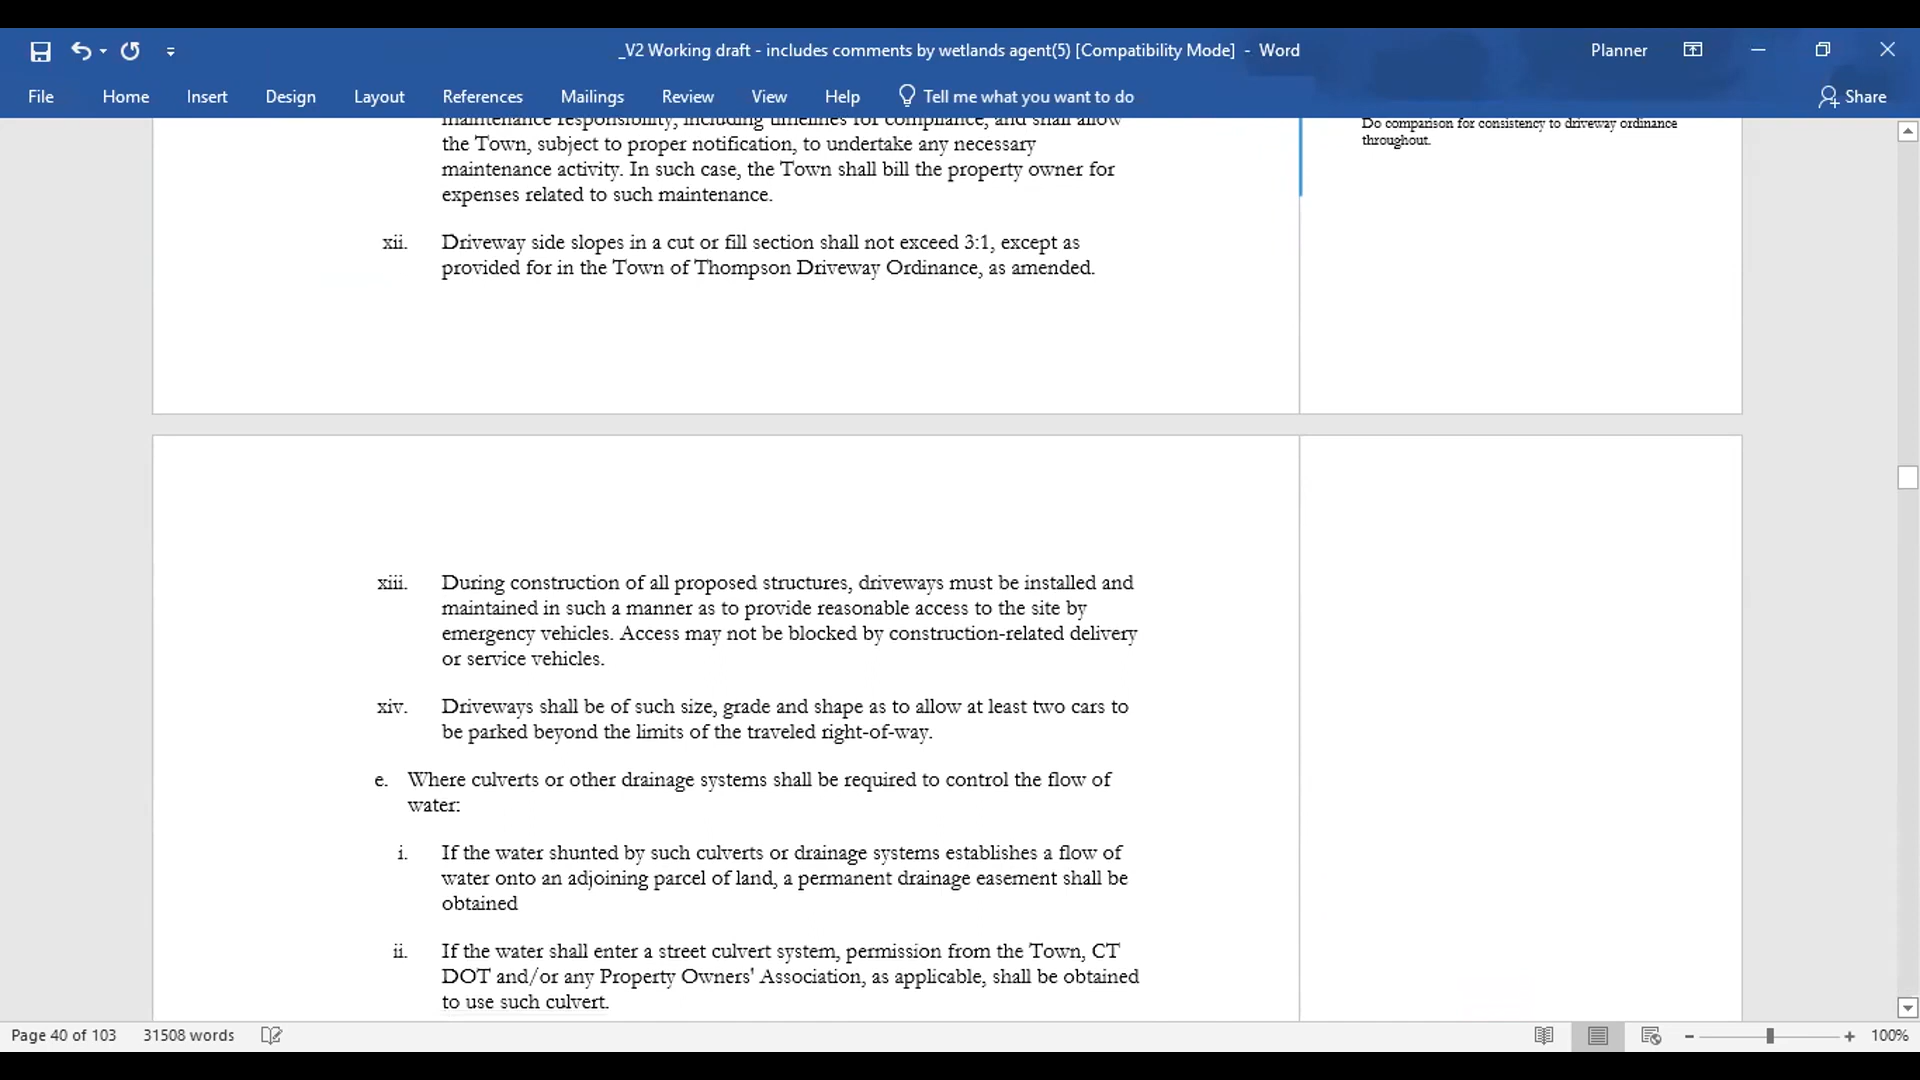 _V2 Working draft - includes comments by wetlands agent(5) [Compatibility Mode] - Word
Planner
File Home Insert Design Layout References Mailings Review View Help Tell me what you want to do Share
maintenance responsibility, including timelines for compliance, and shall allow
the Town, subject to proper notification, to undertake any necessary
maintenance activity. In such case, the Town shall bill the property owner for
expenses related to such maintenance.
Do comparison for consistency to driveway ordinance
throughout.
xii. Driveway side slopes in a cut or fill section shall not exceed 3:1, except as
provided for in the Town of Thompson Driveway Ordinance, as amended.
xiii. During construction of all proposed structures, driveways must be installed and
maintained in such a manner as to provide reasonable access to the site by
emergency vehicles. Access may not be blocked by construction-related delivery
or service vehicles.
xiv. Driveways shall be of such size, grade and shape as to allow at least two cars to
be parked beyond the limits of the traveled right-of-way.
e. Where culverts or other drainage systems shall be required to control the flow of
water:
i. If the water shunted by such culverts or drainage systems establishes a flow of
water onto an adjoining parcel of land, a permanent drainage easement shall be
obtained
ii. If the water shall enter a street culvert system, permission from the Town, CT
DOT and/or any Property Owners' Association, as applicable, shall be obtained
to use such culvert.
Page 40 of 103 31508 words 100%